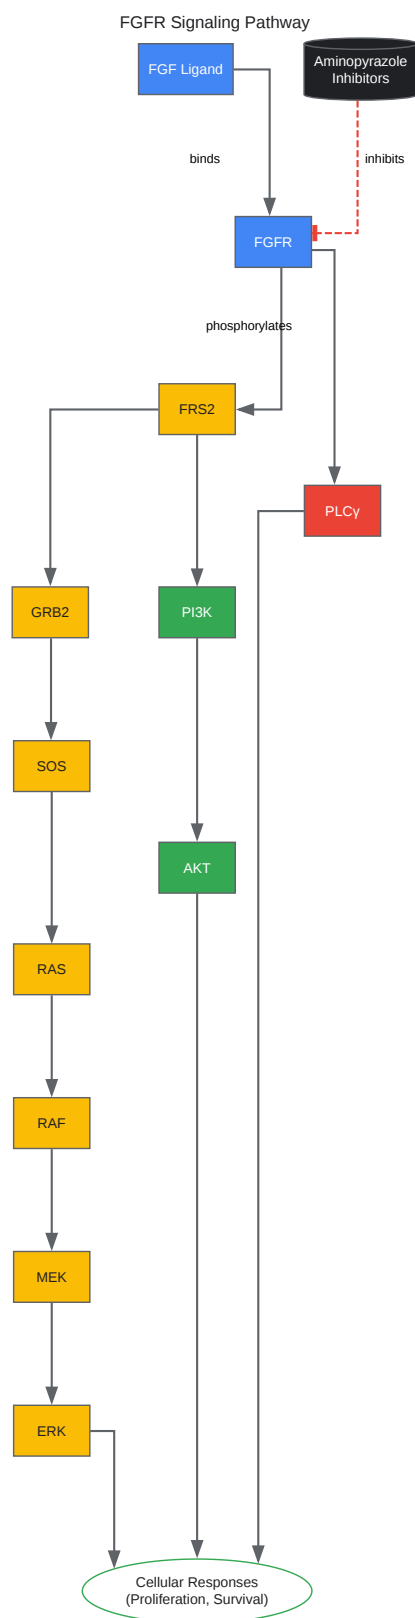 FGFR Signaling Pathway
FGF Ligand
Aminopyrazole
Inhibitors
binds
inhibits
FGFR
phosphorylates
FRS2
PLCγ
GRB2
PI3K
SOS
AKT
RAS
RAF
MEK
ERK
Cellular Responses
(Proliferation, Survival)